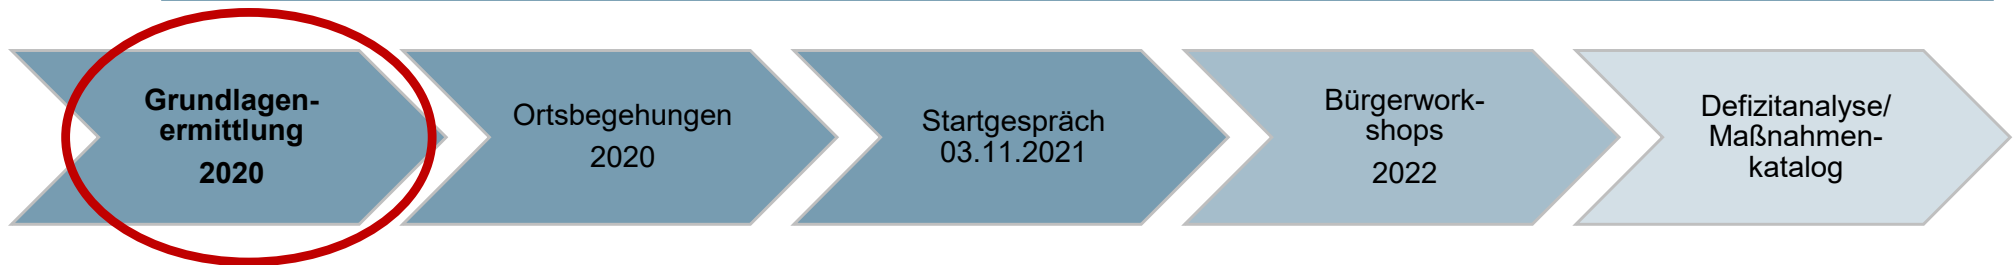 Grundlagen-
ermittlung
2020
Ortsbegehungen
2020
Startgespräch
03.11.2021
Bürgerwork-
shops
2022
Defizitanalyse/
Maßnahmen-
katalog